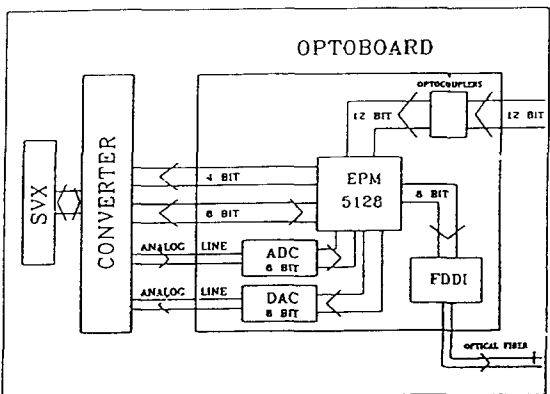 OPTOBOARD
OPTOCOUPLERS
12 BIT
12 BIT
SVX
CONVERTER
4 BIT
EPM
5128
8 BIT
8 BIT
ANALOG LINE
ADC
8 BIT
FDDI
ANALOG LINE
DAC
8 BIT
OPTICAL FIBER